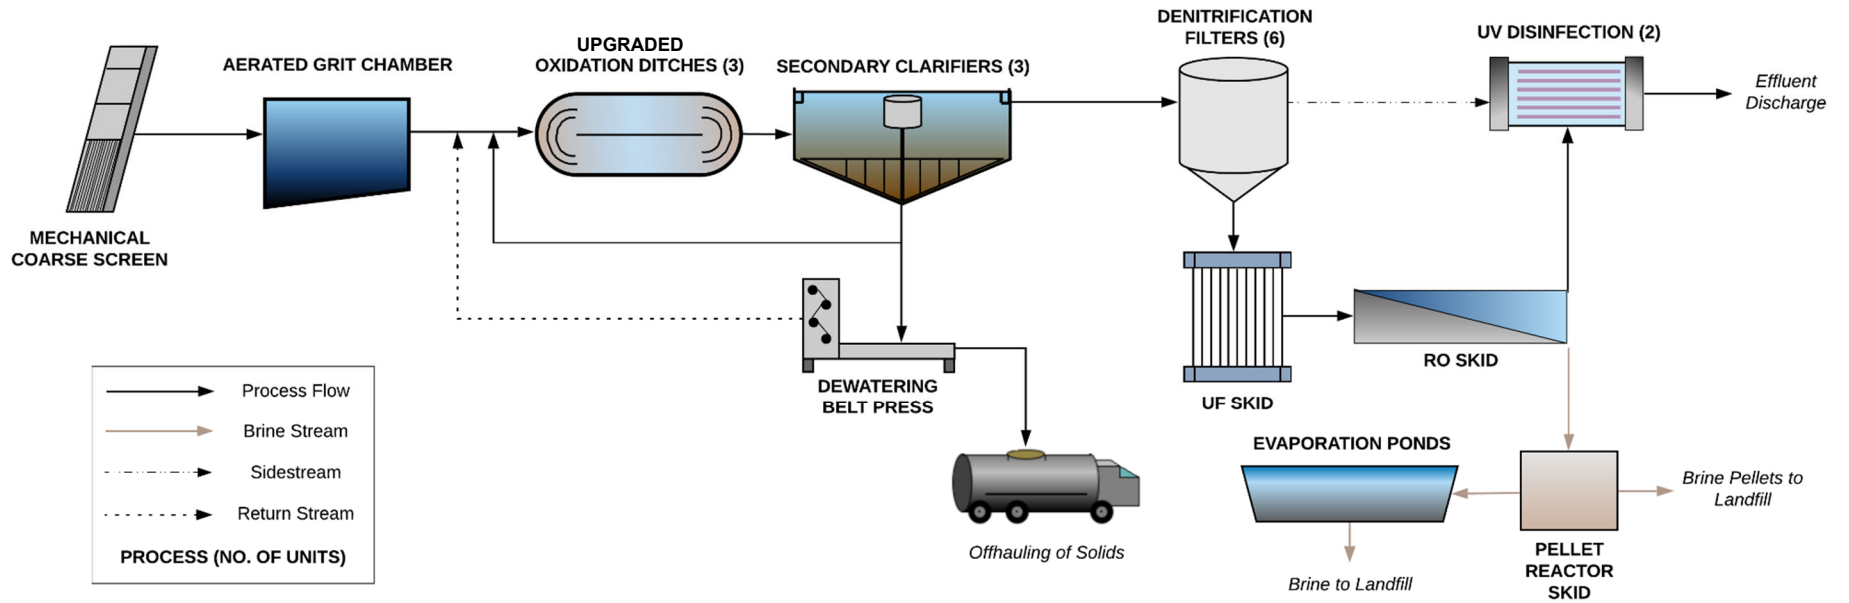 DENITRIFICATION
FILTERS (6)
UV DISINFECTION (2)
UPGRADED
OXIDATION DITCHES (3)
AERATED GRIT CHAMBER
SECONDARY CLARIFIERS (3)
Effluent
Discharge
MECHANICAL
COARSE SCREEN
RO SKID
DEWATERING
BELT PRESS
UF SKID
Process Flow
Brine Stream
Sidestream
Return Stream
PROCESS (NO. OF UNITS)
EVAPORATION PONDS
Brine Pellets to
Landfill
Offhauling of Solids
PELLET
REACTOR
SKID
Brine to Landfill